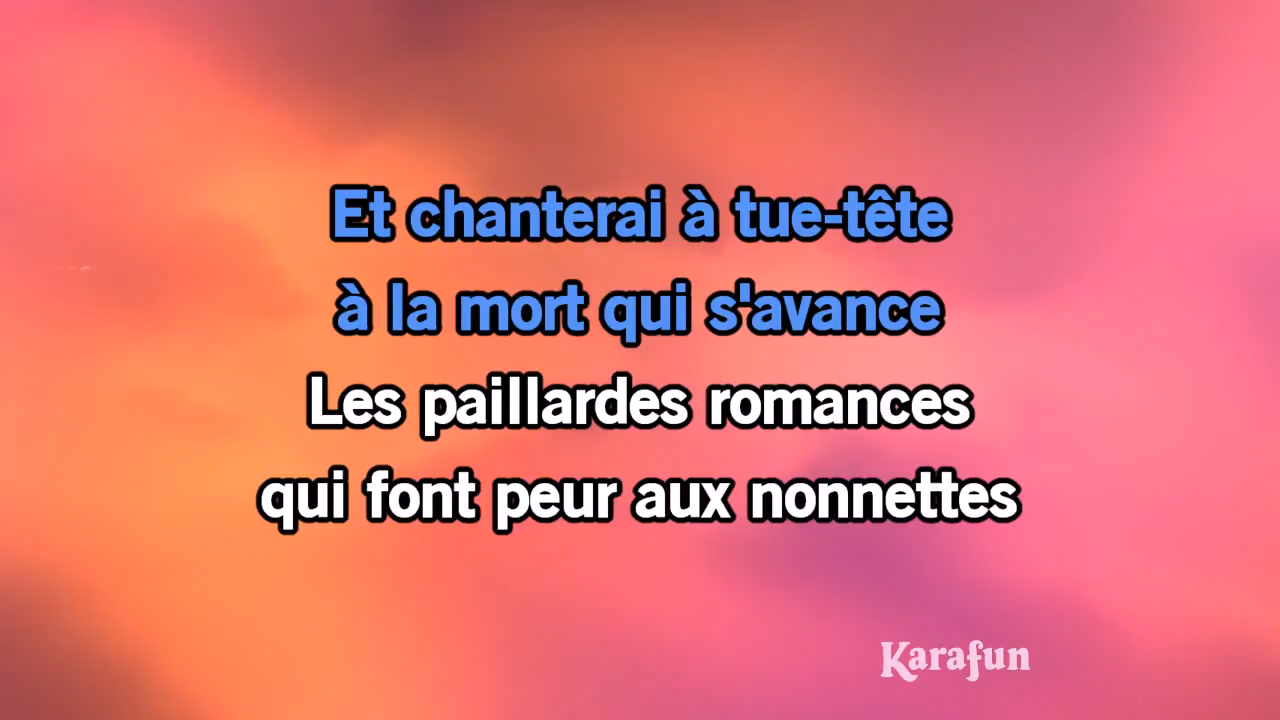 Et chanterai à tue-tête
à la mort qui s'avance
Les paillardes romances
qui font peur aux nonnettes
Karafun